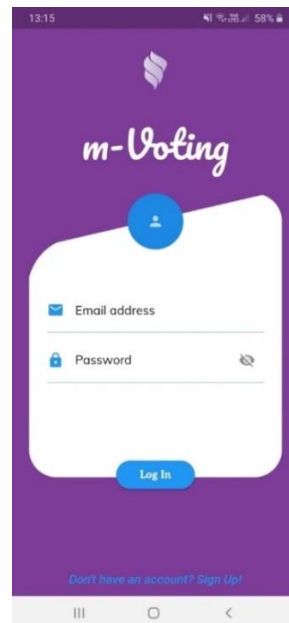 13:15
58%
m-Voting
Email address
Password
Log In
Don't have an account? Sign Up!